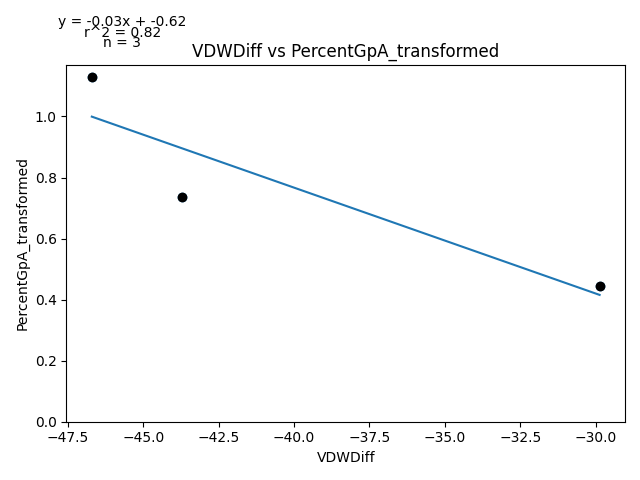 y = -0.03x + -0.62
r^2 = 0.82
n = 3
VDWDiff vs PercentGpA_transformed
PercentGpA_transformed
1.0
0.8
0.6
0.4
0.2
0.0
−47.5 −45.0 −42.5 −40.0 −37.5 −35.0 −32.5 −30.0
VDWDiff